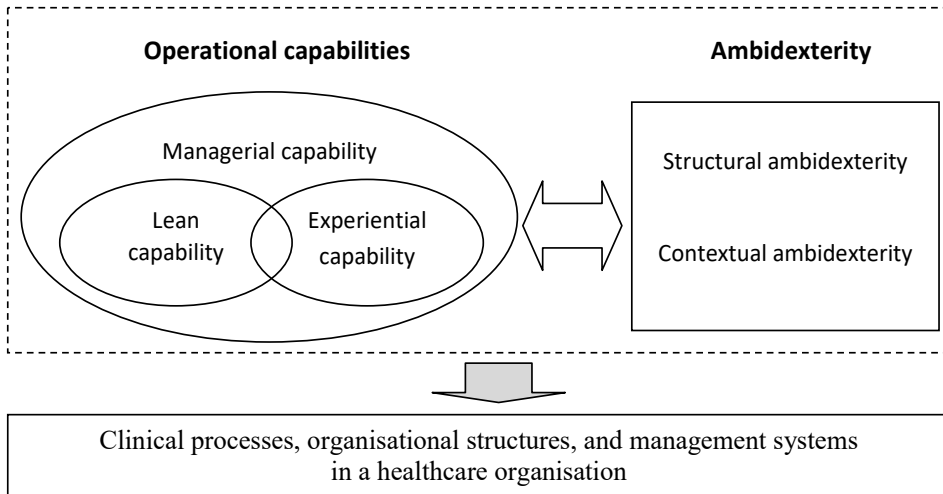 Operational capabilities
Ambidexterity
Managerial capability
Lean
capability
Experiential
capability
Structural ambidexterity
Contextual ambidexterity
Clinical processes, organisational structures, and management systems
in a healthcare organisation